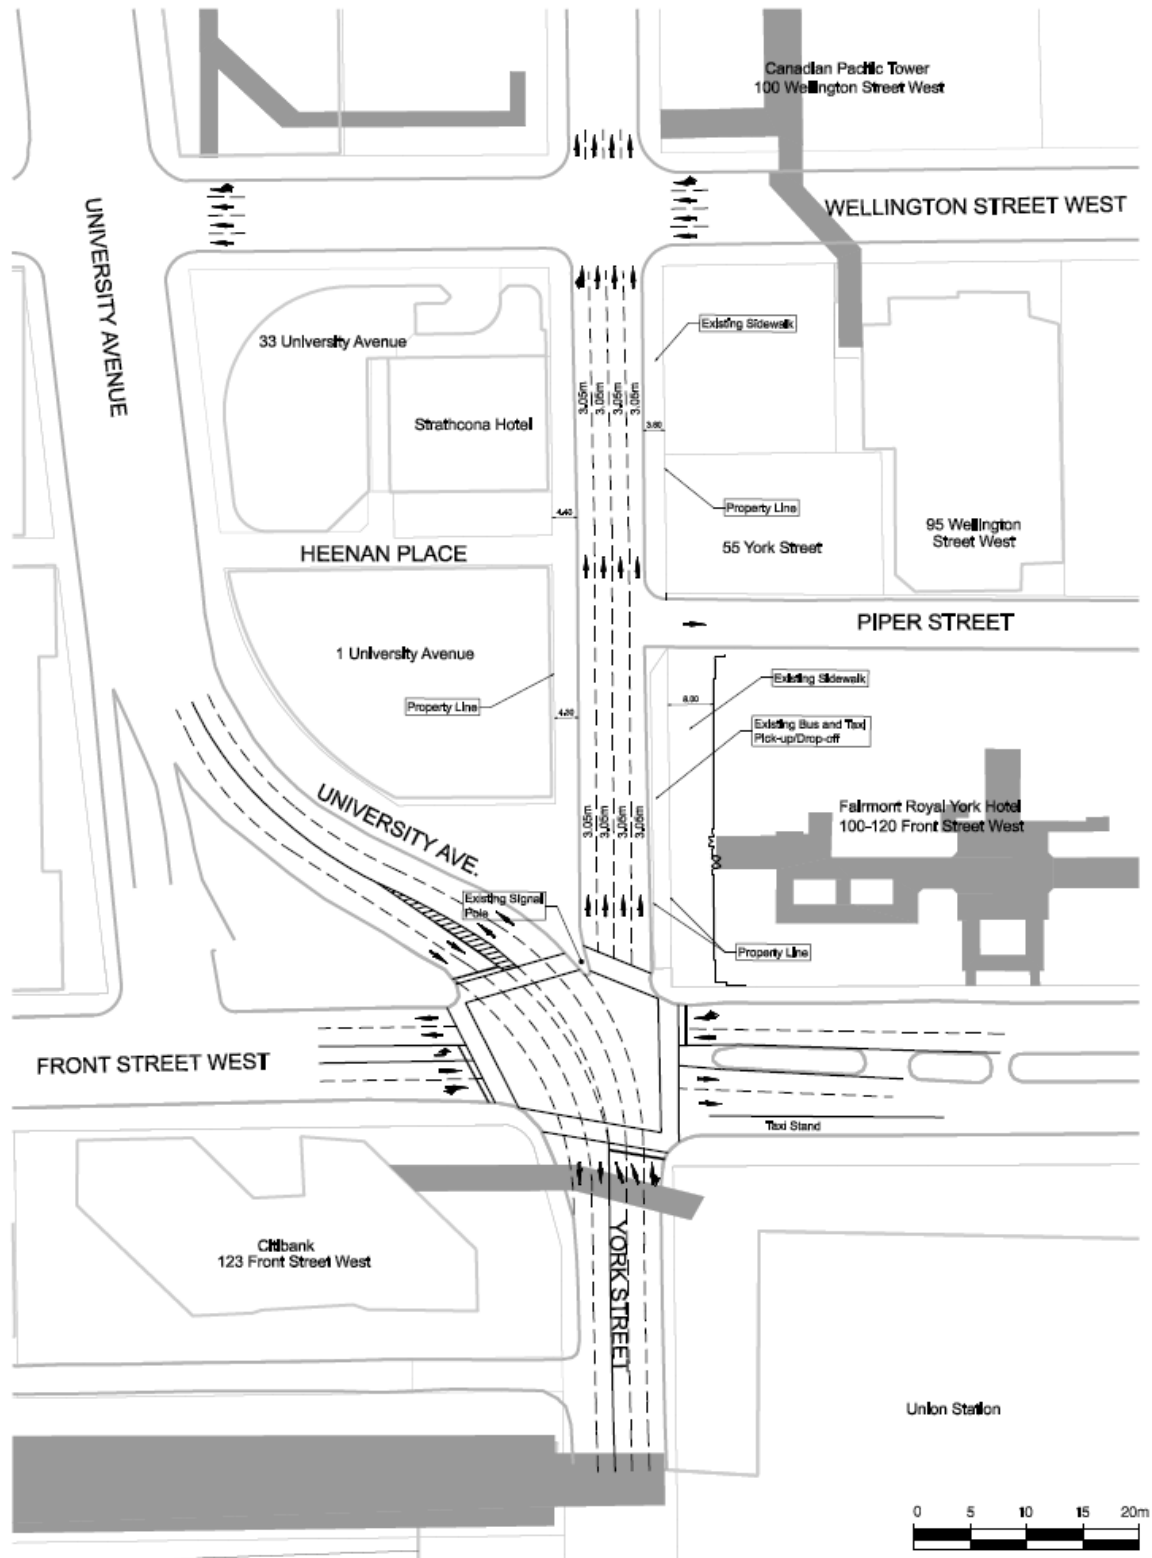 Canadian Pacific Tower
100 Wellington Street West
WELLINGTON STREET WEST
UNIVERSITY AVENUE
33 University Avenue
Existing Sidewalk
Strathcona Hotel
3.05m
3.05m
3.05m
3.05m
3.60
Property Line
4.40
95 Wellington
Street West
55 York Street
HEENAN PLACE
PIPER STREET
1 University Avenue
Existing Sidewalk
Property Line
Existing Bus and Taxi
Pick-up/Drop-off
UNIVERSITY AVE.
3.05m
3.05m
3.05m
3.05m
Fairmont Royal York Hotel
100-120 Front Street West
Existing Signal
Pole
Property Line
FRONT STREET WEST
Taxi Stand
YORK STREET
Citibank
123 Front Street West
Union Station
0 5 10 15 20m